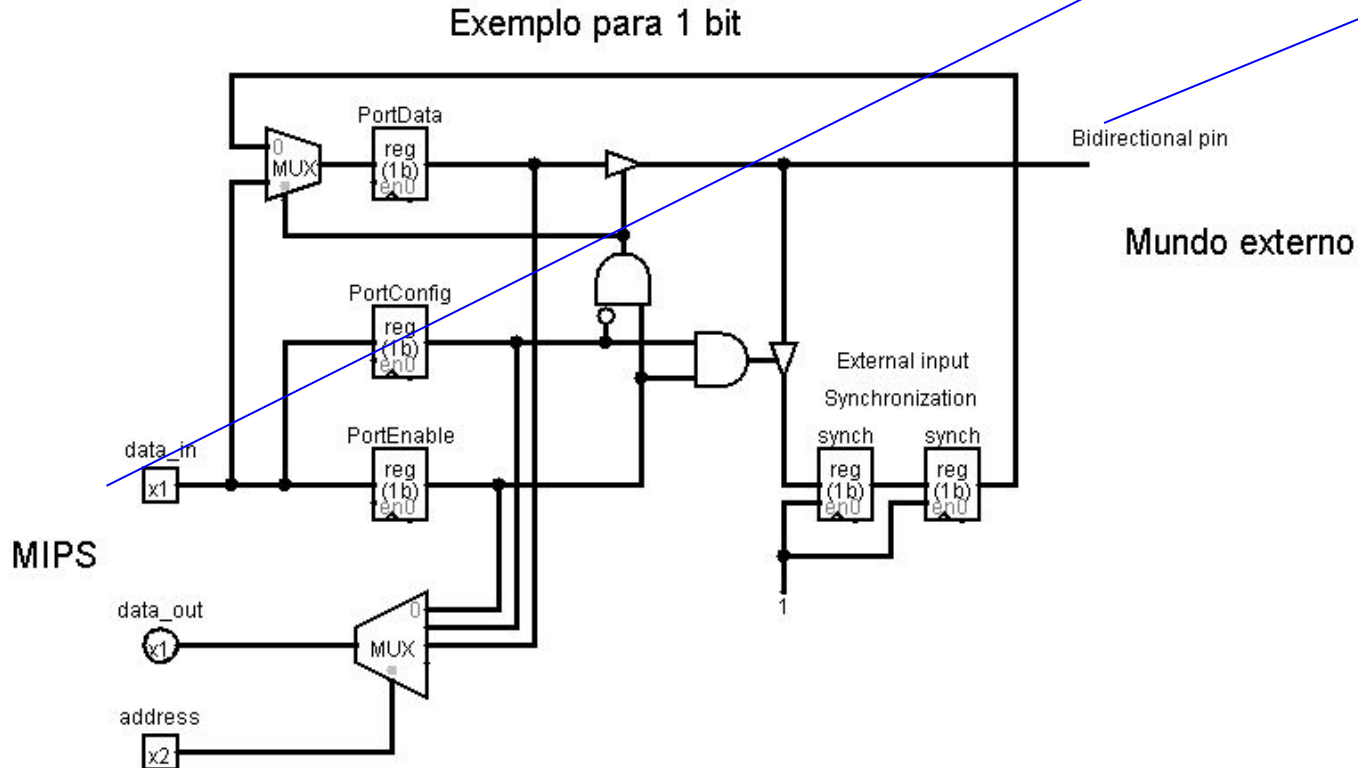 Exemplo para 1 bit
PortData
0
MUX
reg
(1b)
en0
Bidirectional pin
Mundo externo
PortConfig
reg
(1b)
en0
External input
Synchronization
PortEnable
reg
(1b)
en0
synch
reg
(1b)
en0
synch
reg
(1b)
en0
data_in
x1
MIPS
1
data_out
x1
0
MUX
address
x2